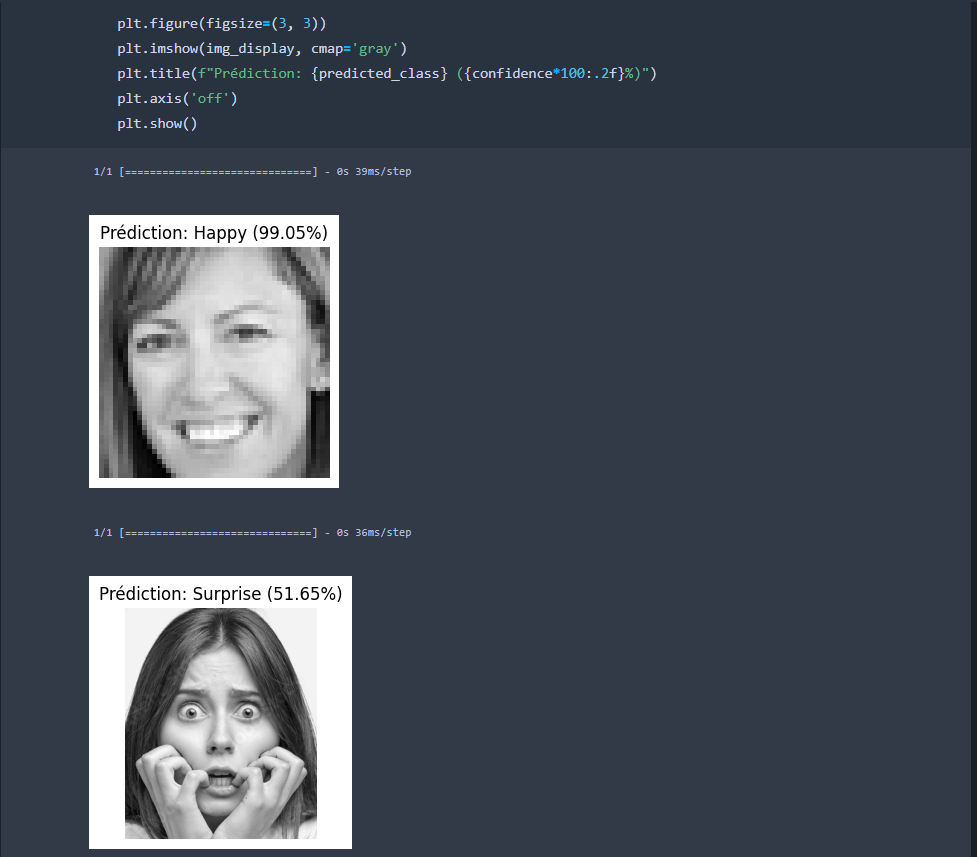 plt.figure(figsize=(3, 3))
plt.imshow(img_display, cmap='gray')
plt.title(f"Prédiction: {predicted_class} ({confidence*100:.2f}%)")
plt.axis('off')
plt.show()
1/1 [==============================] - 0s 39ms/step
Prédiction: Happy (99.05%)
1/1 [==============================] - 0s 36ms/step
Prédiction: Surprise (51.65%)